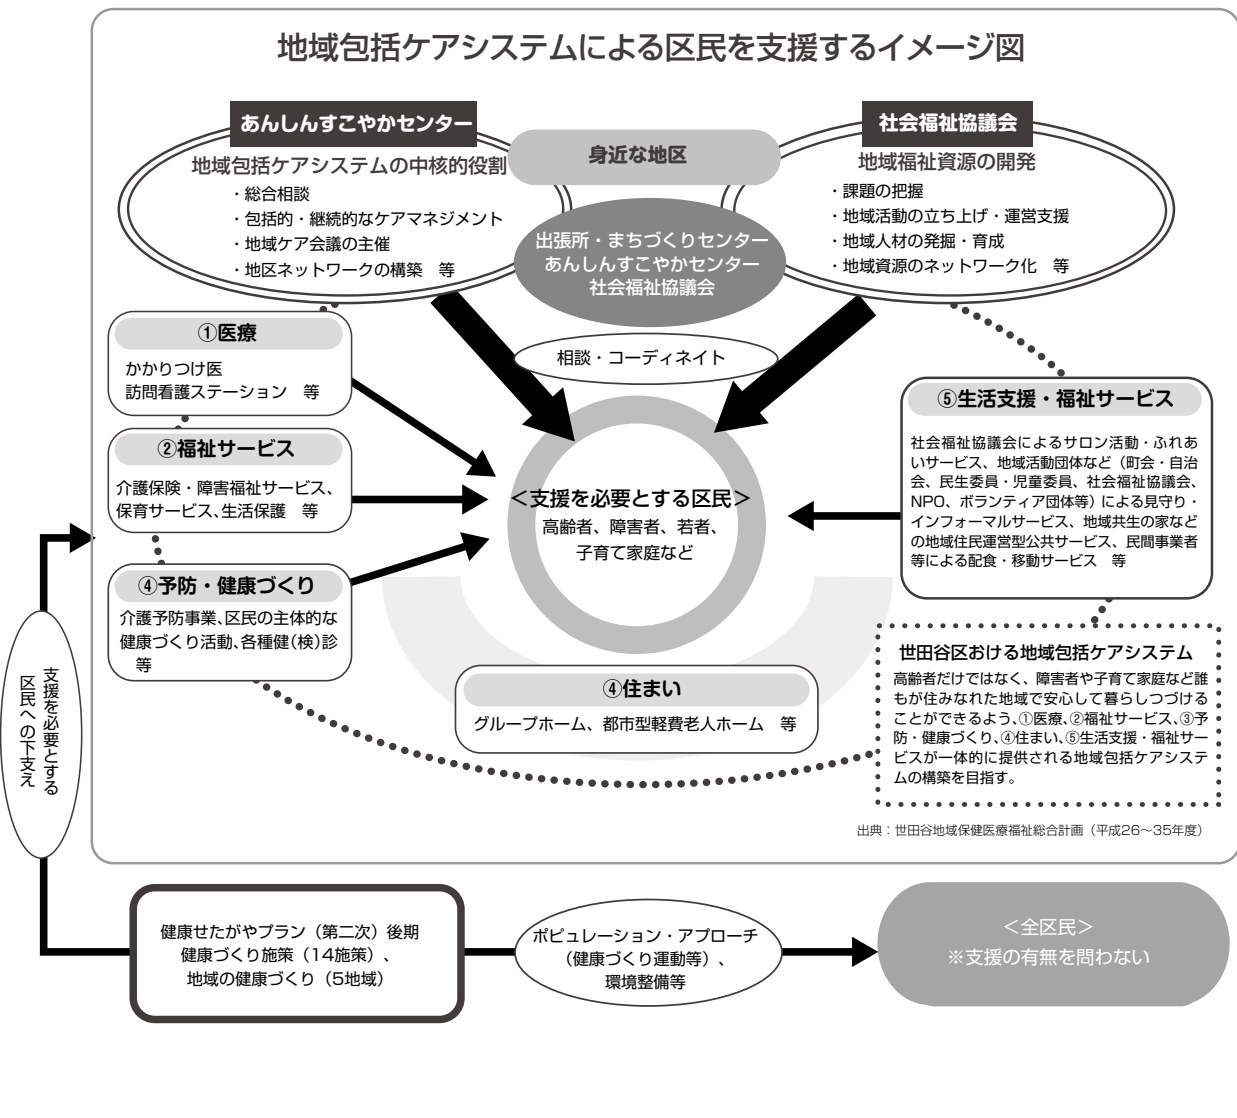 地域包括ケアシステムによる区民を支援するイメージ図
あんしんすこやかセンター
地域包括ケアシステムの中核的役割
・総合相談
・包括的・継続的なケアマネジメント
・地域ケア会議の主催
・地区ネットワークの構築　等
身近な地区
出張所・まちづくりセンター
あんしんすこやかセンター
社会福祉協議会
社会福祉協議会
地域福祉資源の開発
・課題の把握
・地域活動の立ち上げ・運営支援
・地域人材の発掘・育成
・地域資源のネットワーク化　等
相談・コーディネイト
①医療
かかりつけ医
訪問看護ステーション　等
②福祉サービス
介護保険・障害福祉サービス、
保育サービス、生活保護　等
④予防・健康づくり
介護予防事業、区民の主体的な
健康づくり活動、各種健(検)診
等
＜支援を必要とする区民＞
高齢者、障害者、若者、
子育て家庭など
④住まい
グループホーム、都市型軽費老人ホーム　等
⑤生活支援・福祉サービス
社会福祉協議会によるサロン活動・ふれあ
いサービス、地域活動団体など（町会・自治
会、民生委員・児童委員、社会福祉協議会、
NPO、ボランティア団体等）による見守り・
インフォーマルサービス、地域共生の家など
の地域住民運営型公共サービス、民間事業者
等による配食・移動サービス　等
世田谷区おける地域包括ケアシステム
高齢者だけではなく、障害者や子育て家庭など誰
もが住みなれた地域で安心して暮らしつづける
ことができるよう、①医療、②福祉サービス、③予
防・健康づくり、④住まい、⑤生活支援・福祉サー
ビスが一体的に提供される地域包括ケアシステ
ムの構築を目指す。
出典：世田谷地域保健医療福祉総合計画（平成26〜35年度）
支援を必要とする
区民への下支え
健康せたがやプラン（第二次）後期
健康づくり施策（14施策）、
地域の健康づくり（5地域）
ポピュレーション・アプローチ
（健康づくり運動等）、
環境整備等
＜全区民＞
※支援の有無を問わない